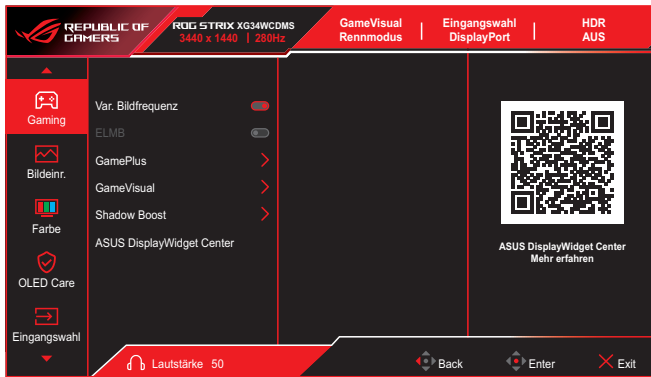 REPUBLIC OF
GAMERS
ROG STRIX XG34WCDMS
3440 x 1440 | 280Hz
GameVisual
Rennmodus
Eingangswahl
DisplayPort
HDR
AUS
Gaming
Bildeinr.
Farbe
OLED Care
Eingangswahl
Var. Bildfrequenz
ELMB
GamePlus
GameVisual
Shadow Boost
ASUS DisplayWidget Center
ASUS DisplayWidget Center
Mehr erfahren
Lautstärke 50
Back
Enter
Exit